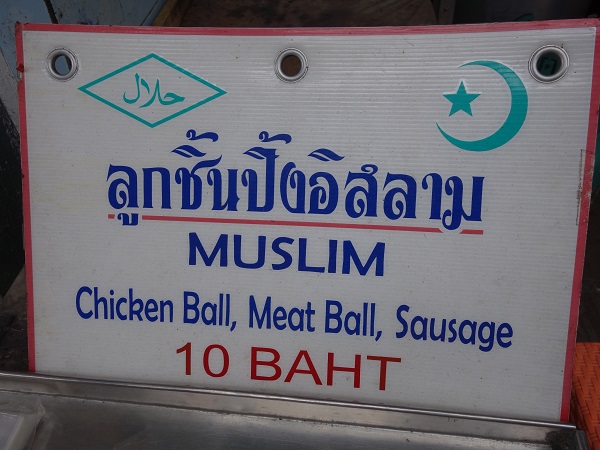 حلال
ลูกชิ้นปิ้งอิสลาม
MUSLIM
Chicken Ball, Meat Ball, Sausage
10 BAHT